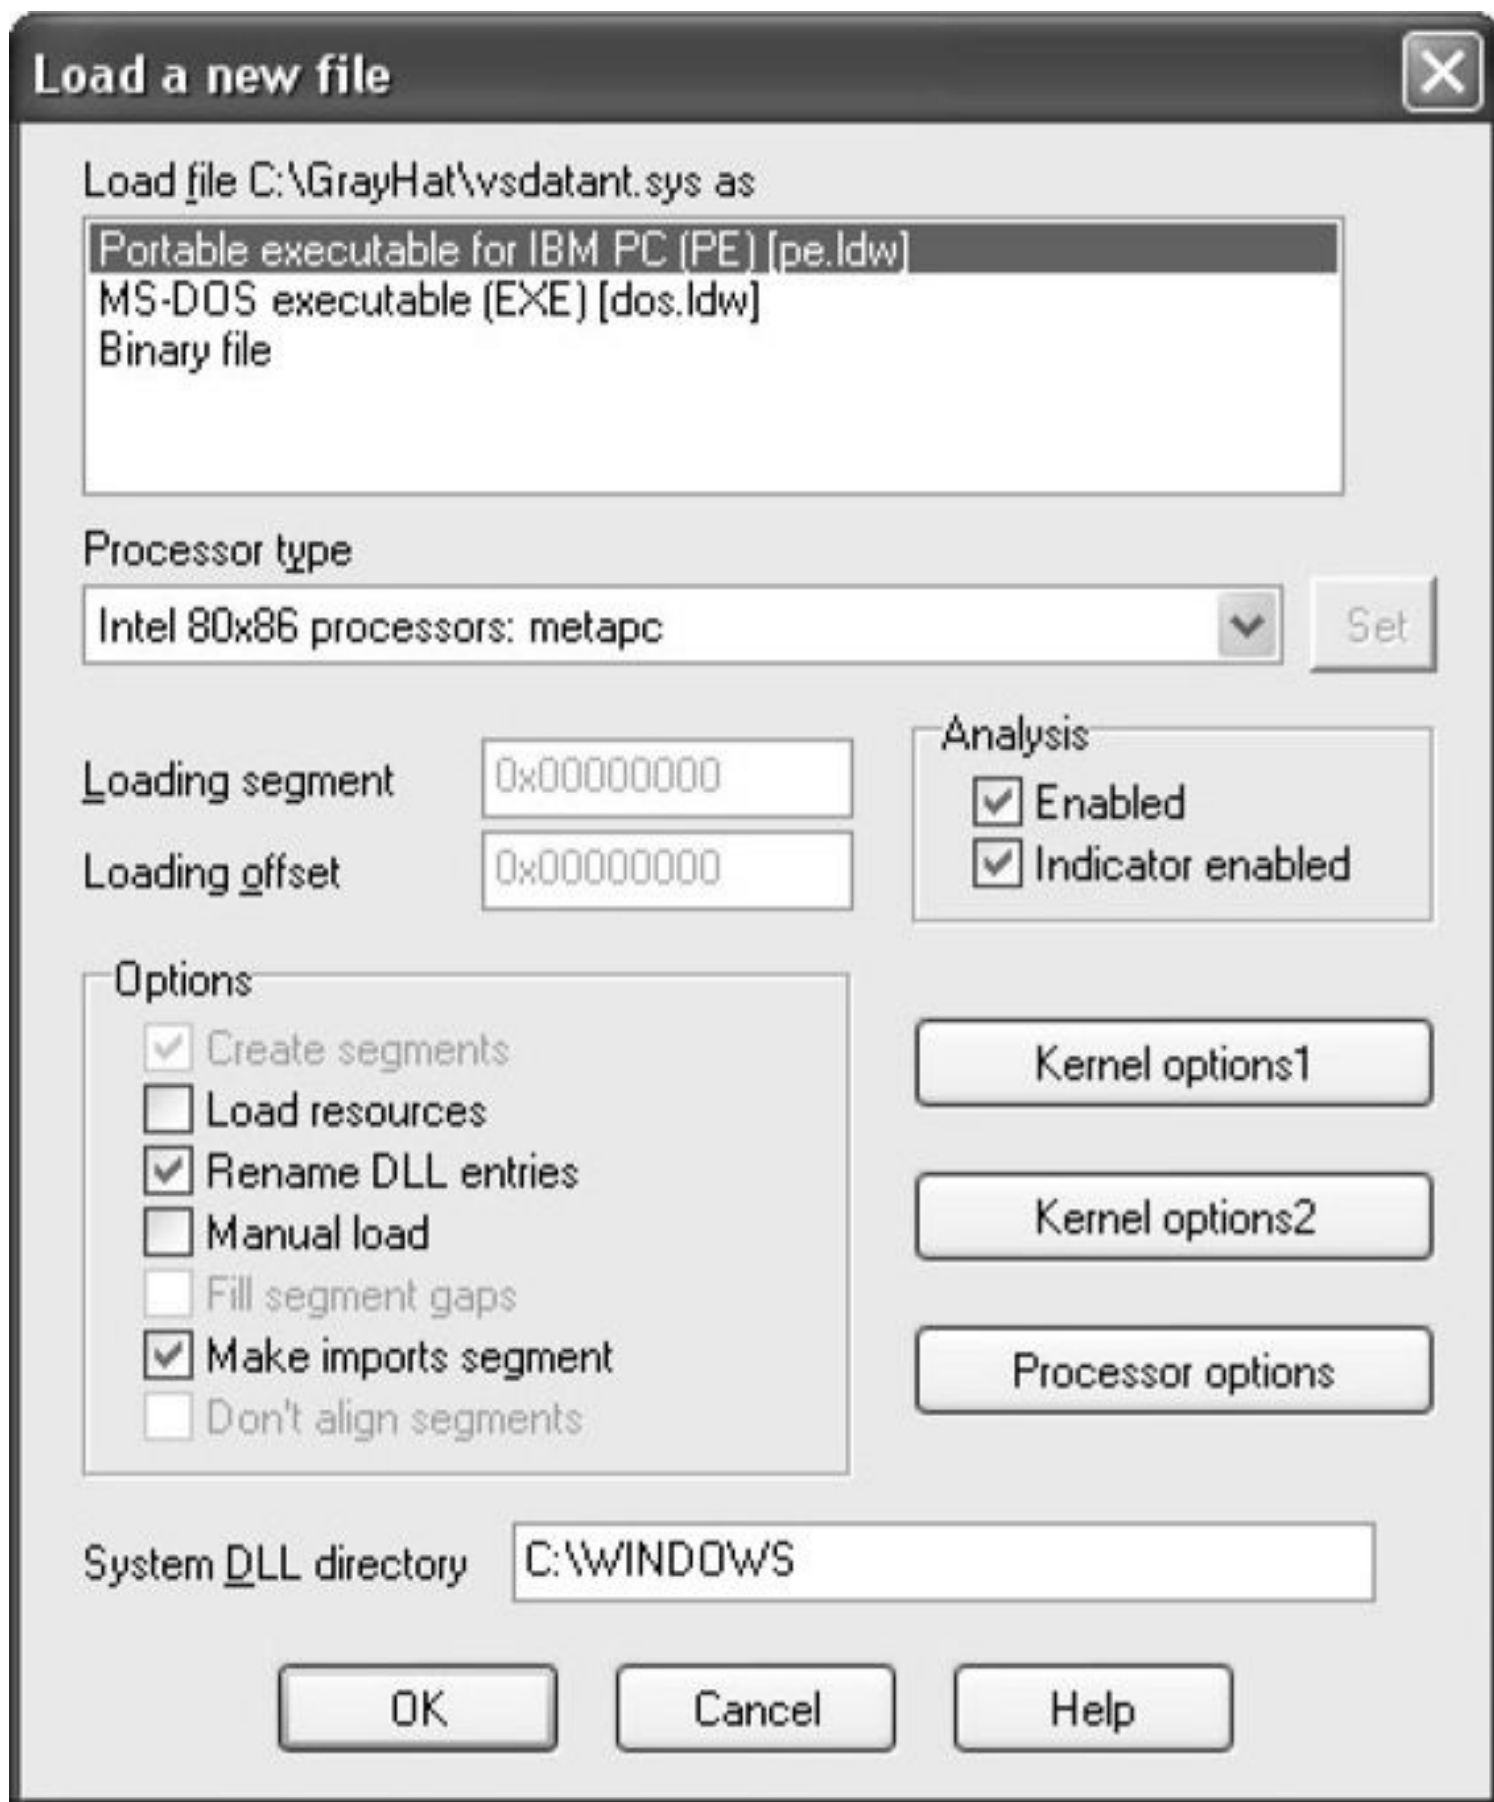 Load a new file
Load file C:\GrayHat\vsdatant.sys as
Portable executable for IBM PC (PE) [pe.ldw]
MS-DOS executable (EXE) [dos.ldw]
Binary file
Processor type
Intel 80x86 processors: metapc
Set
Loading segment
0x00000000
Loading offset
0x00000000
Analysis
Enabled
Indicator enabled
Options
Create segments
Load resources
Rename DLL entries
Manual load
Fill segment gaps
Make imports segment
Don't align segments
Kernel options1
Kernel options2
Processor options
System DLL directory
C:\WINDOWS
OK
Cancel
Help